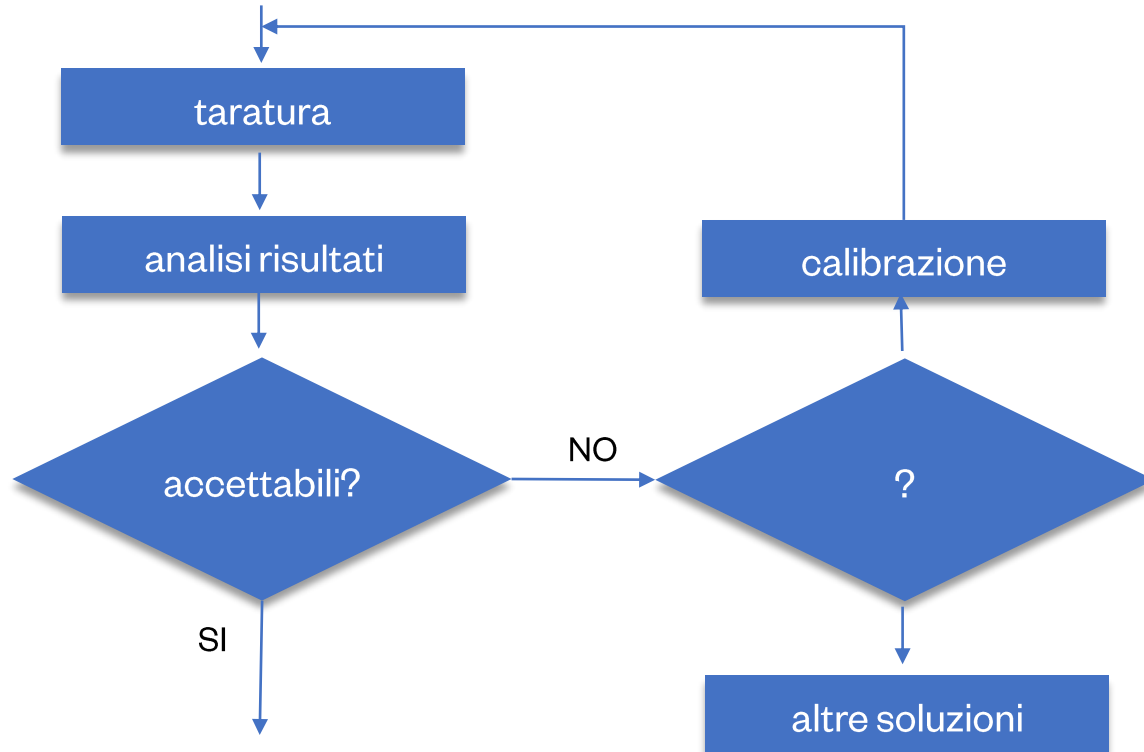 taratura
analisi risultati
calibrazione
accettabili?
NO
?
SI
altre soluzioni